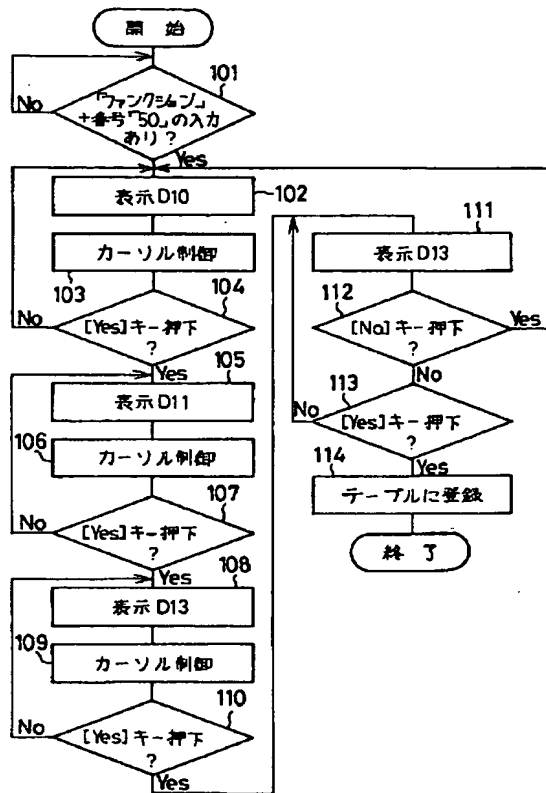 開始
101
「ファンクション」
+番号「50」の入力
あり？
No
Yes
表示D10
102
カーソル制御
103
104
[Yes]キー押下
?
No
Yes
105
表示D11
106
カーソル制御
107
[Yes]キー押下
?
No
Yes
108
表示D13
109
カーソル制御
110
[Yes]キー押下
?
No
Yes
111
表示D13
112
[No]キー押下
?
Yes
No
113
[Yes]キー押下
?
No
Yes
114
テーブルに登録
終了